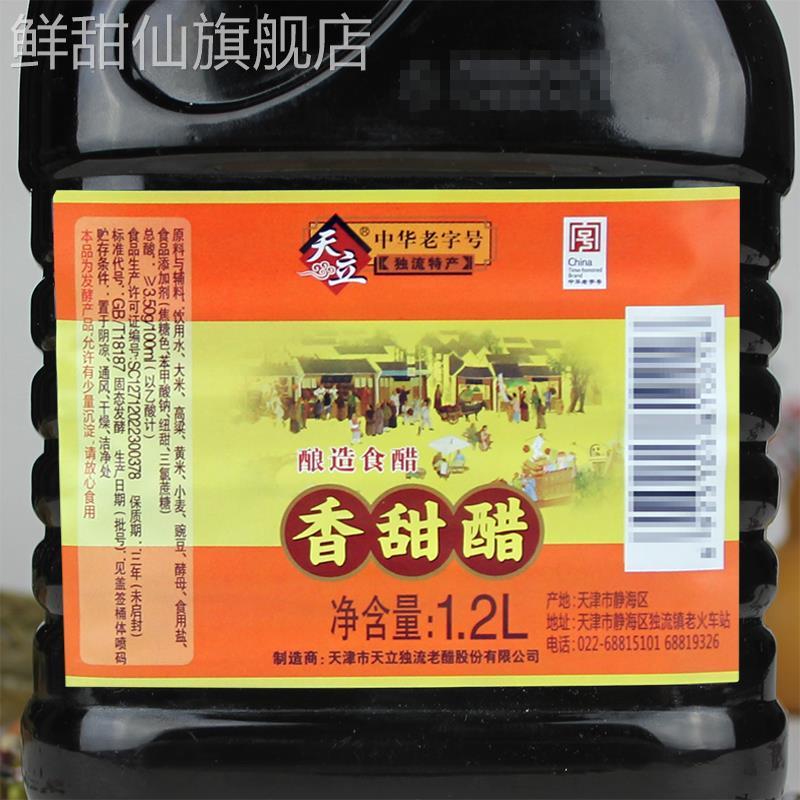 鲜甜仙旗舰店
天立®
中华老字号
【独流特产】
字号
China
Time-honored
Brand
中华老字号
原料与辅料:饮用水、大米、高粱、黄米、小麦、豌豆、酵母、食用盐、
食品添加剂(焦糖色、苯甲酸钠、纽甜、三氯蔗糖)
总酸:≥3.50g/100ml(以乙酸计)
食品生产许可证编号:SC12712022300378 保质期:三年(未启封)
标准代号:GB/T18187 固态发酵 生产日期(批号):见盖签桶体喷码
贮存条件:置于阴凉、通风、干燥、洁净处
本品为发酵产品,允许有少量沉淀,请放心食用
酿造食醋
香甜醋
净含量:1.2L
制造商:天津市天立独流老醋股份有限公司
产地:天津市静海区
地址:天津市静海区独流镇老火车站
电话:022-68815101 68819326